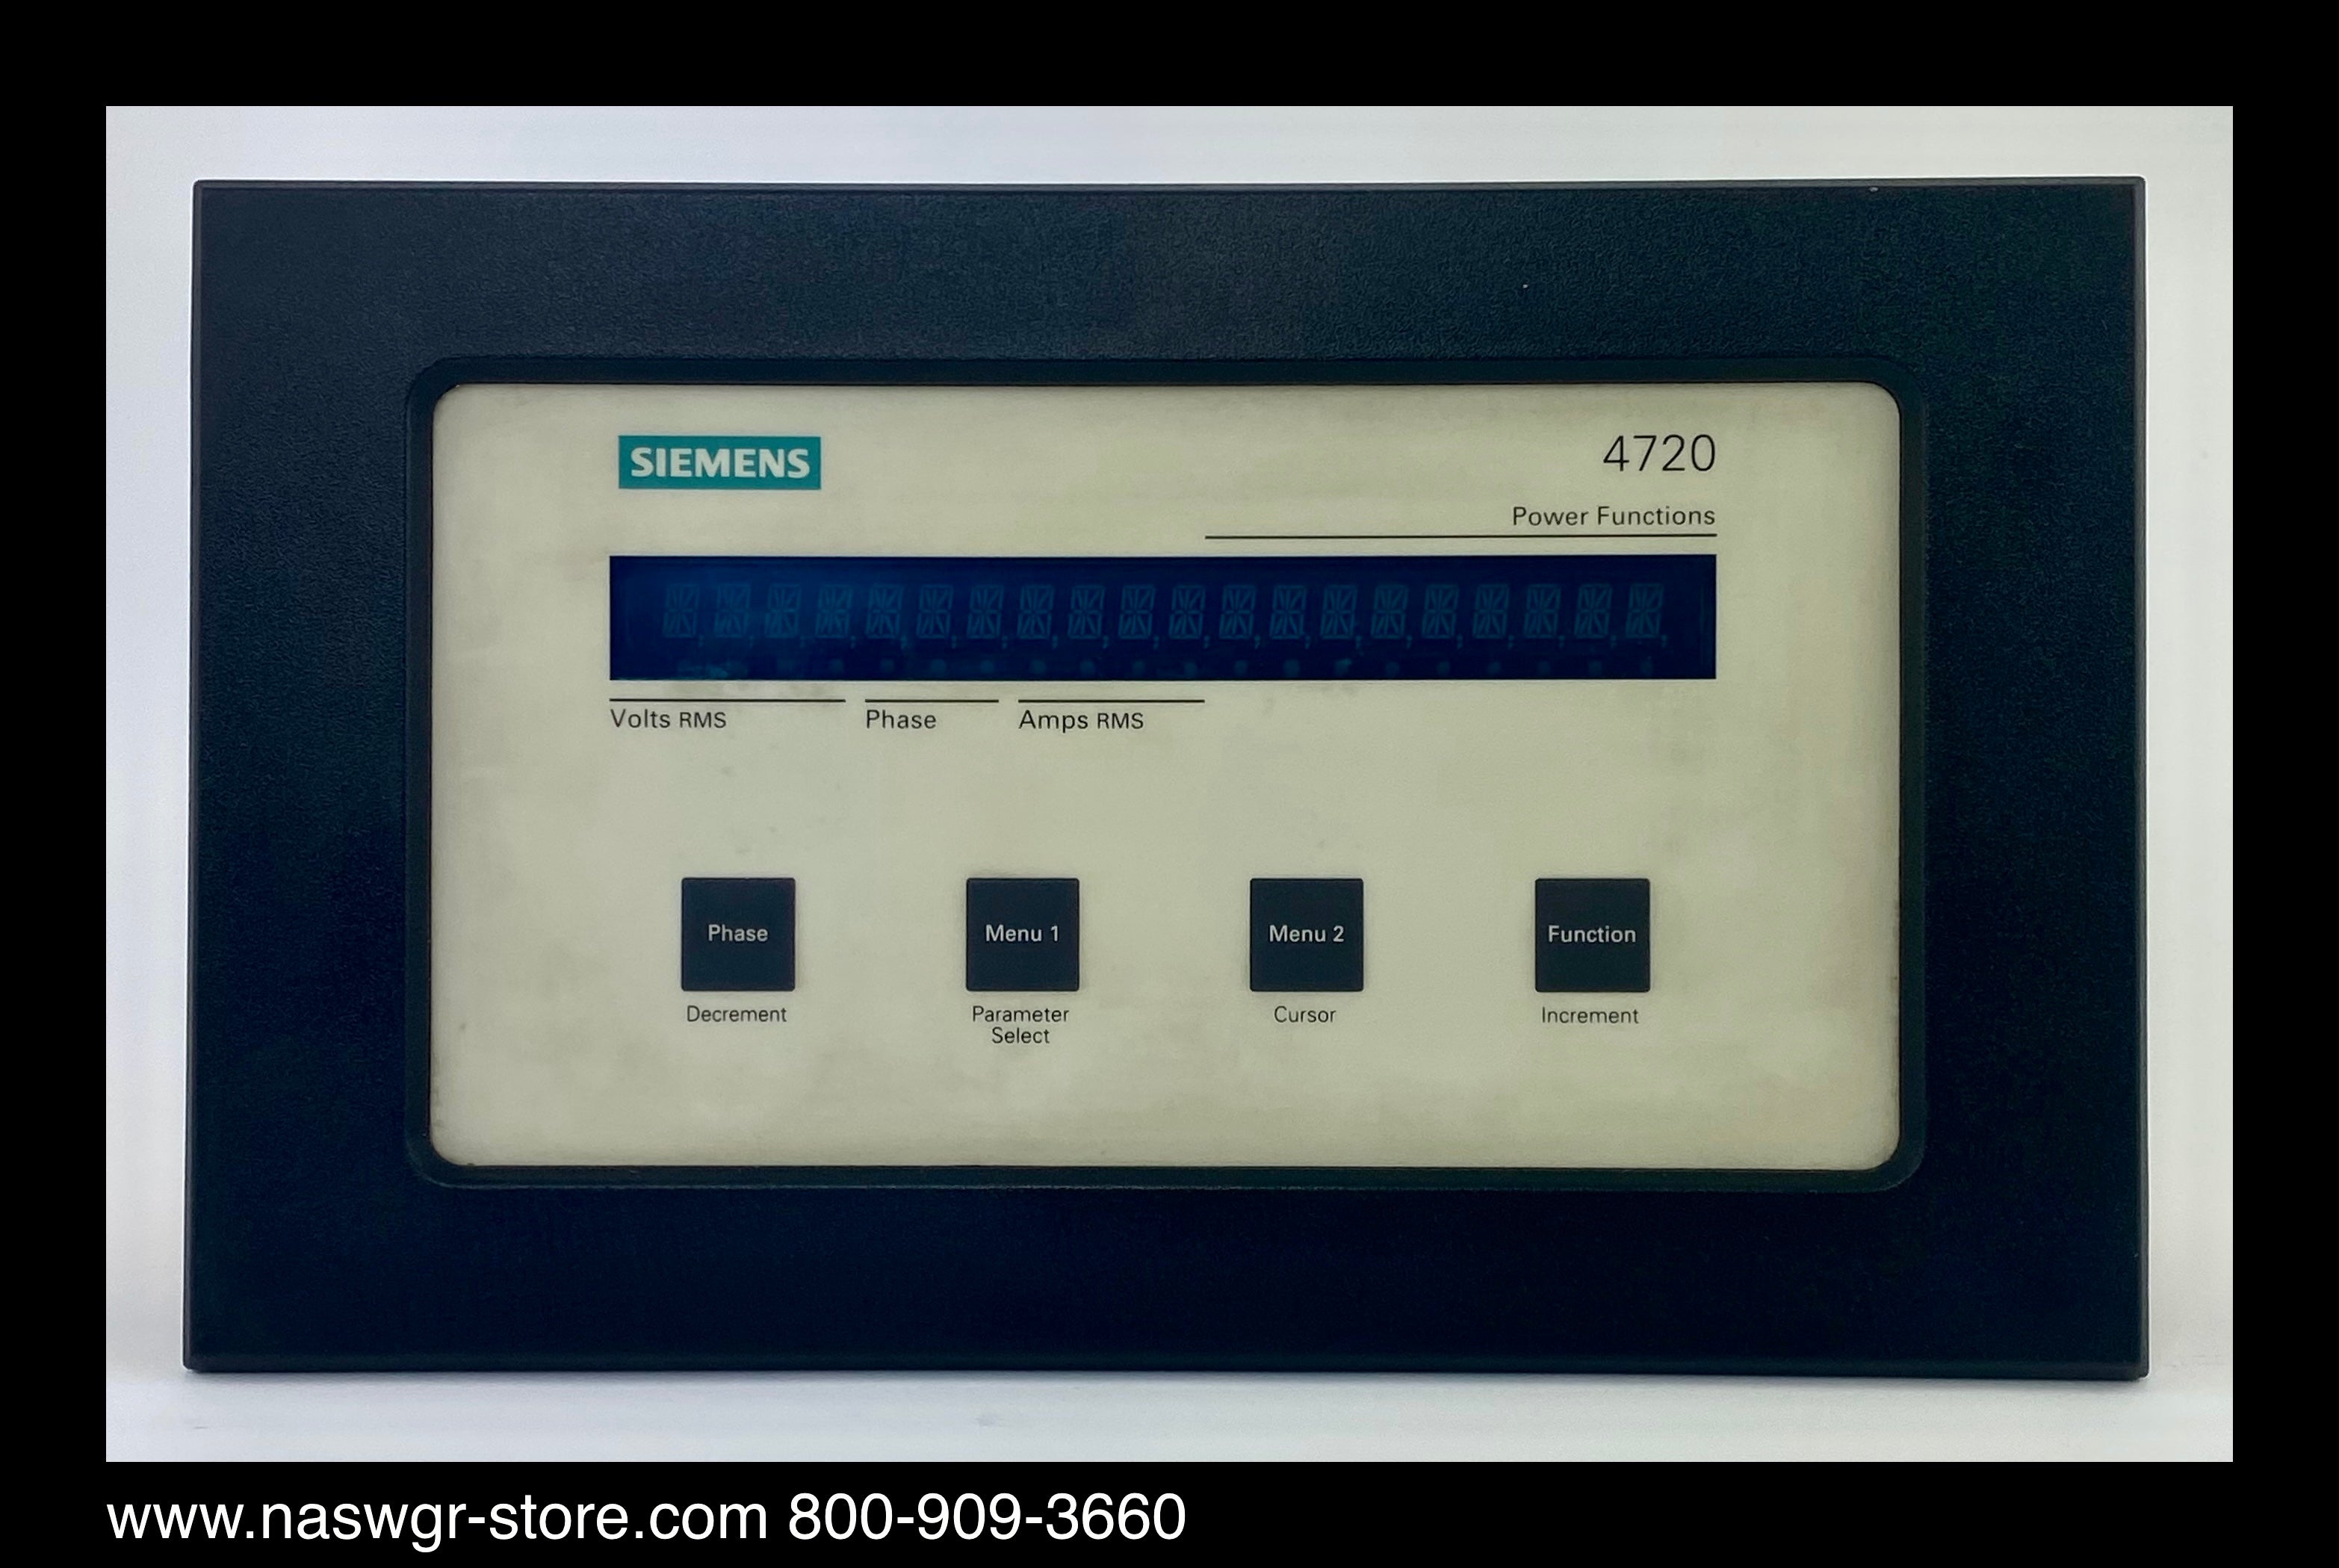 SIEMENS
4720
Power Functions
Volts RMS
Phase
Amps RMS
Phase
Menu 1
Menu 2
Function
Decrement
Parameter
Select
Cursor
Increment
www.naswgr-store.com 800-909-3660